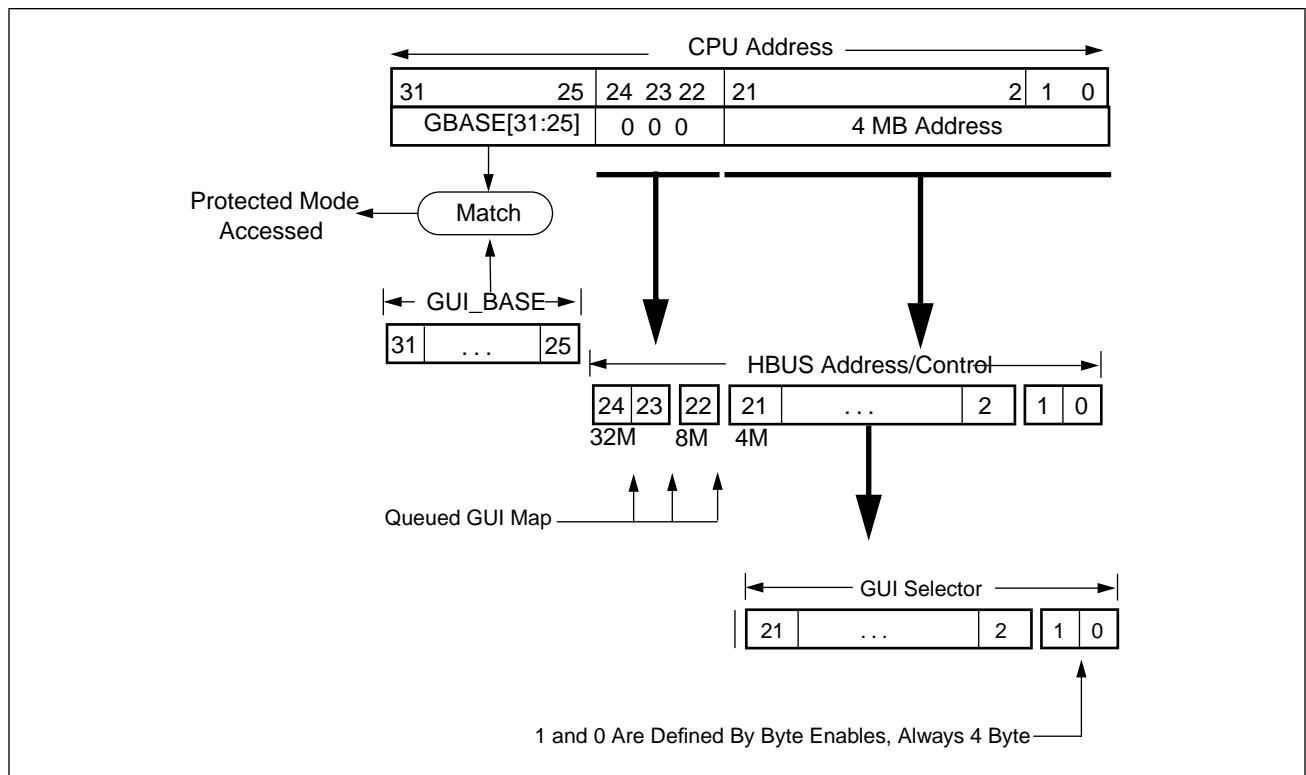 CPU Address
31 25 24 23 22 21 2 1 0
GBASE[31:25] 0 0 0 4 MB Address
Protected Mode
Accessed
Match
GUI_BASE
31 . . . 25
HBUS Address/Control
24 23 22 21 . . . 2 1 0
32M 8M 4M
Queued GUI Map
GUI Selector
21 . . . 2 1 0
1 and 0 Are Defined By Byte Enables, Always 4 Byte